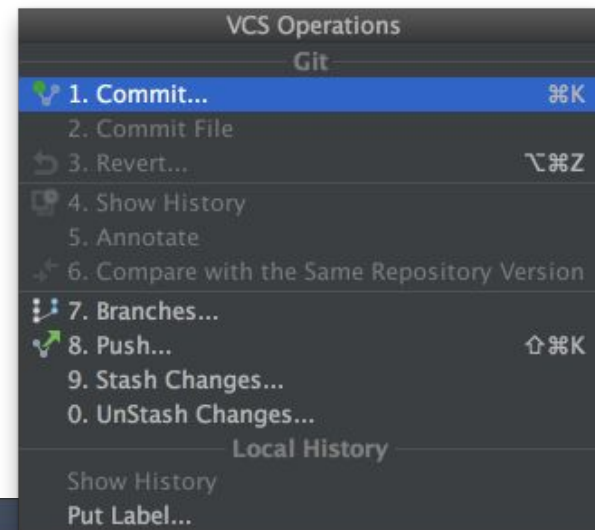 VCS Operations
Git
1. Commit... ⌘K
2. Commit File
3. Revert... ⌥⌘Z
4. Show History
5. Annotate
6. Compare with the Same Repository Version
7. Branches...
8. Push... ⇧⌘K
9. Stash Changes...
0. UnStash Changes...
Local History
Show History
Put Label...